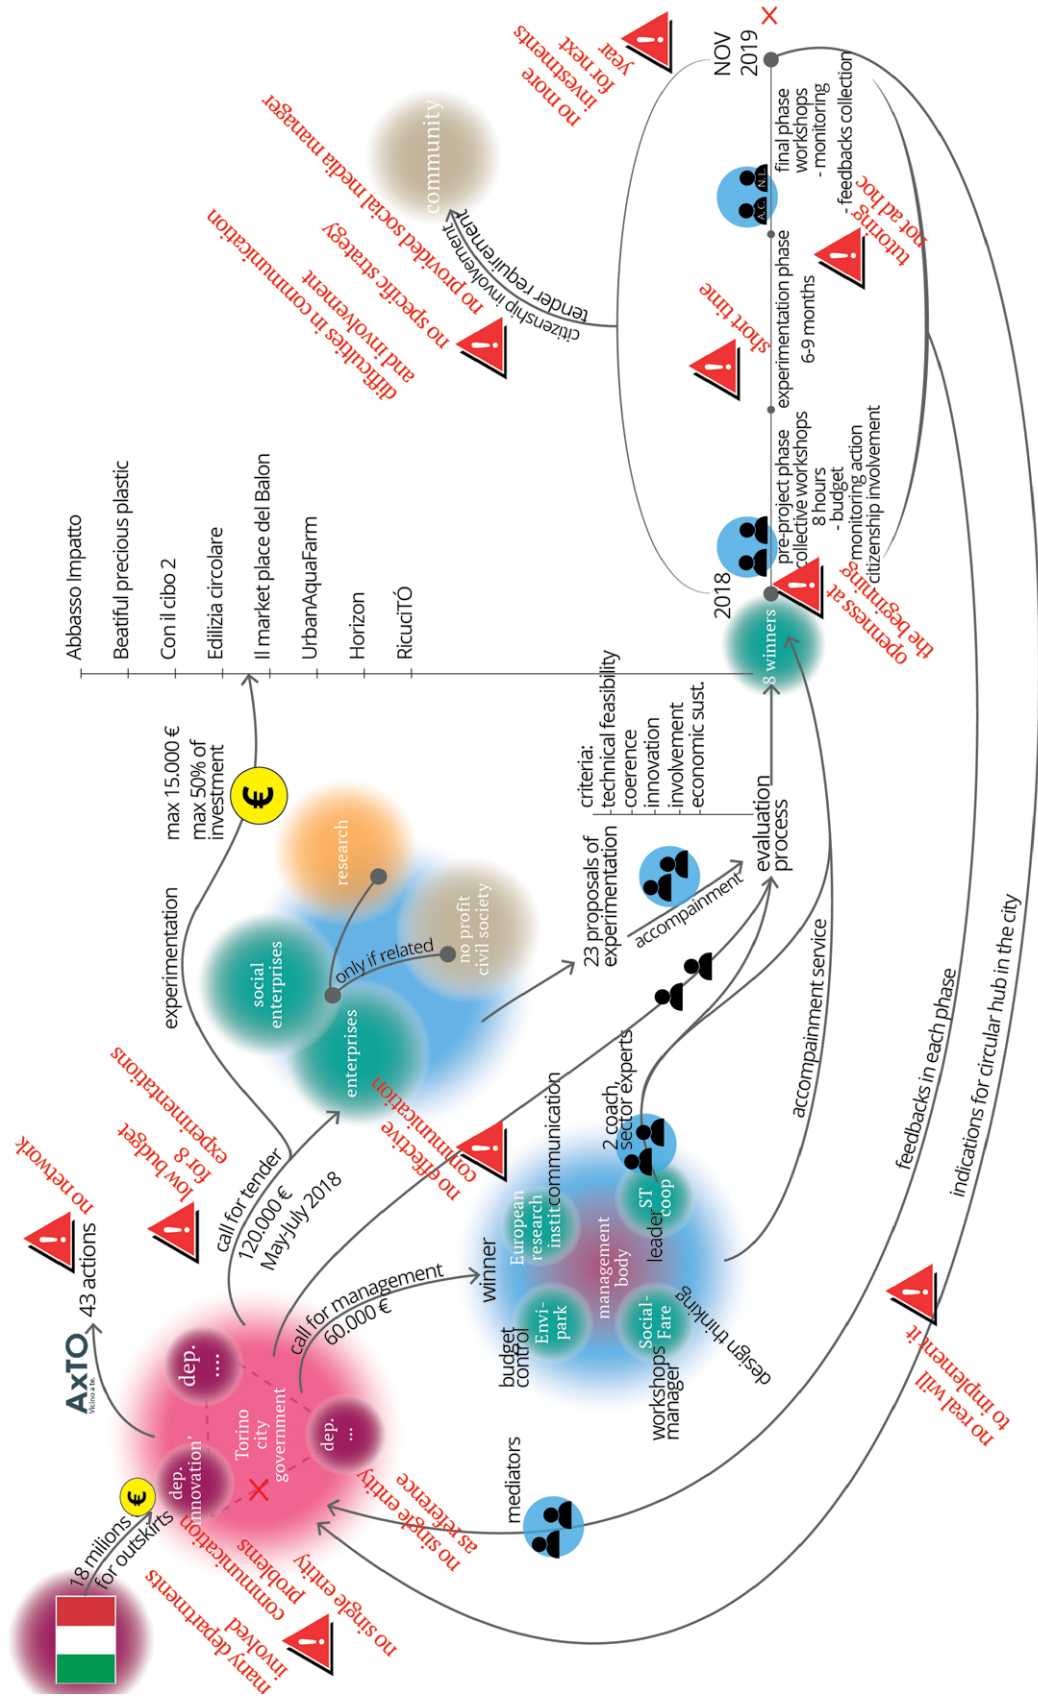 18 milions
for outskirts
€
many departments
involved
communication
problems
no single entity
dep.
innovation'
dep.
....
dep.
...
Torino
city
government
no single entity
as reference
AxTO
Vicino a te.
43 actions
no network
low budget
for 8
experimentations
call for tender
120.000 €
May-July 2018
experimentation
€
max 15.000 €
max 50% of
investment
Abbasso Impatto
Beatiful precious plastic
Con il cibo 2
Edilizia circolare
Il market place del Balon
UrbanAquaFarm
Horizon
RicuciTÓ
social
enterprises
enterprises
research
no profit
civil society
only if related
no effective
communication
call for management
60.000 €
winner
budget
control
Envi-
park
European
research
instit
communication
management
body
Social-
Fare
ST
coop
leader
workshops
manager
design thinking
2 coach,
sector experts
23 proposals of
experimentation
accompainment
criteria:
technical feasibility
coerence
innovation
involvement
economic sust.
evaluation
process
accompainment service
8 winners
2018
openness at
the beginning
pre-project phase
collective workshops
8 hours
- budget
-
monitoring action
citizenship involvement
short time
experimentation phase
6-9 months
tutoring
not ad hoc
A.C.
N.L.
final phase
workshops
- monitoring
- feedbacks collection
NOV
2019
no more
investments
for next
year
community
citizenship involvement
tender requirement
difficulties in communication
and involvement
no specific strategy
no provided social media manager
mediators
feedbacks in each phase
indications for circular hub in the city
no real will
to implement it